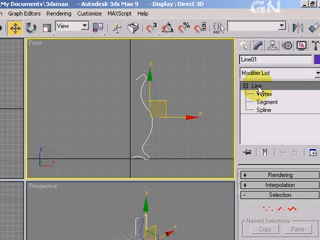 My Documents\3dsmax - Autodesk 3ds Max 9 - Display : Direct 3D
Graph Editors Rendering Customize MAXScript Help
GN
View
Front
Line01
Modifier List
Line
Vertex
Segment
Spline
Rendering
Interpolation
Selection
Named Selections:
Copy Paste
Perspective